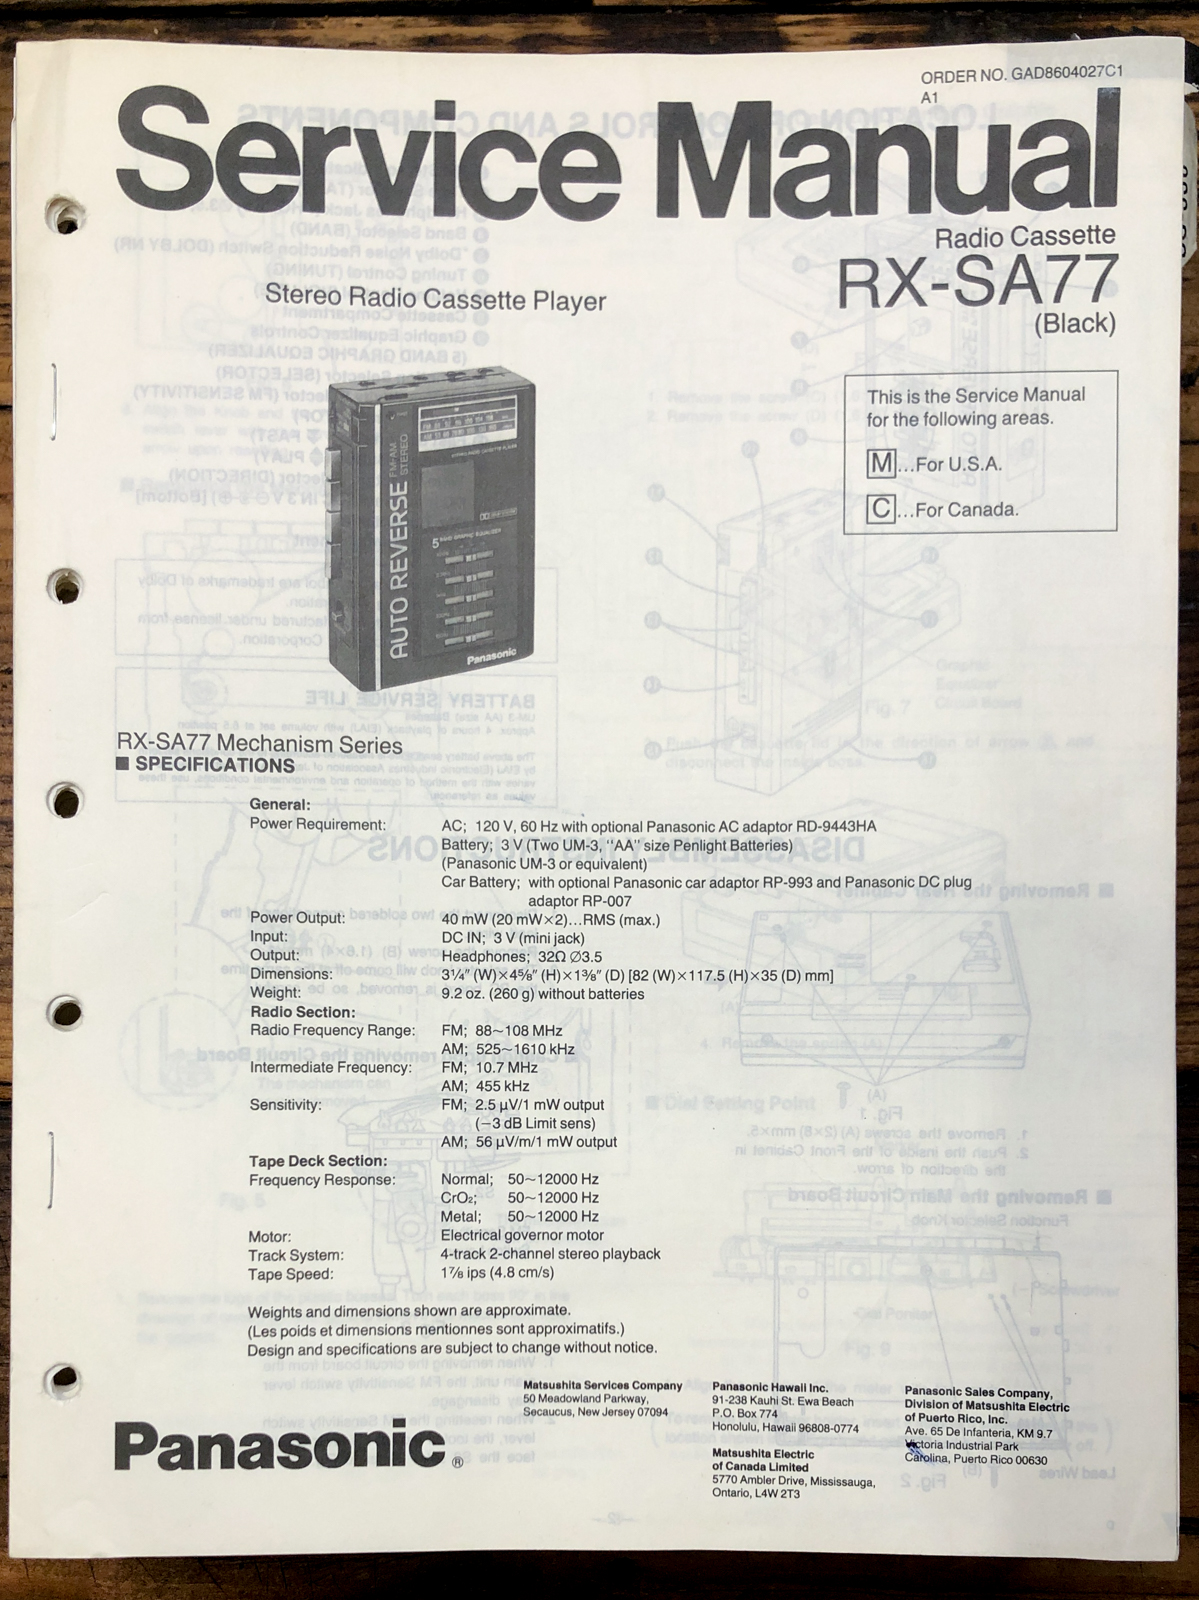 ORDER NO. GAD8604027C1
A1
Service Manual
Radio Cassette
RX-SA77
(Black)
Stereo Radio Cassette Player
This is the Service Manual
for the following areas.
M...For U.S.A.
C...For Canada.
FM-AM
STEREO
AUTO REVERSE
STEREO RADIO CASSETTE PLAYER
5 BAND GRAPHIC EQUALIZER
Panasonic
RX-SA77 Mechanism Series
■ SPECIFICATIONS
General:
Power Requirement: AC; 120 V, 60 Hz with optional Panasonic AC adaptor RD-9443HA
Battery; 3 V (Two UM-3, "AA" size Penlight Batteries)
(Panasonic UM-3 or equivalent)
Car Battery; with optional Panasonic car adaptor RP-993 and Panasonic DC plug
adaptor RP-007
Power Output: 40 mW (20 mW×2)...RMS (max.)
Input: DC IN; 3 V (mini jack)
Output: Headphones; 32Ω ∅3.5
Dimensions: 3¼″ (W)×4⅝″ (H)×1⅜″ (D) [82 (W)×117.5 (H)×35 (D) mm]
Weight: 9.2 oz. (260 g) without batteries
Radio Section:
Radio Frequency Range: FM; 88~108 MHz
AM; 525~1610 kHz
Intermediate Frequency: FM; 10.7 MHz
AM; 455 kHz
Sensitivity: FM; 2.5 µV/1 mW output
(−3 dB Limit sens)
AM; 56 µV/m/1 mW output
Tape Deck Section:
Frequency Response: Normal; 50~12000 Hz
CrO₂; 50~12000 Hz
Metal; 50~12000 Hz
Motor: Electrical governor motor
Track System: 4-track 2-channel stereo playback
Tape Speed: 1⅞ ips (4.8 cm/s)
Weights and dimensions shown are approximate.
(Les poids et dimensions mentionnes sont approximatifs.)
Design and specifications are subject to change without notice.
Panasonic®
Matsushita Services Company
50 Meadowland Parkway,
Secaucus, New Jersey 07094
Panasonic Hawaii Inc.
91-238 Kauhi St. Ewa Beach
P.O. Box 774
Honolulu, Hawaii 96808-0774
Matsushita Electric
of Canada Limited
5770 Ambler Drive, Mississauga,
Ontario, L4W 2T3
Panasonic Sales Company,
Division of Matsushita Electric
of Puerto Rico, Inc.
Ave. 65 De Infanteria, KM 9.7
Victoria Industrial Park
Carolina, Puerto Rico 00630